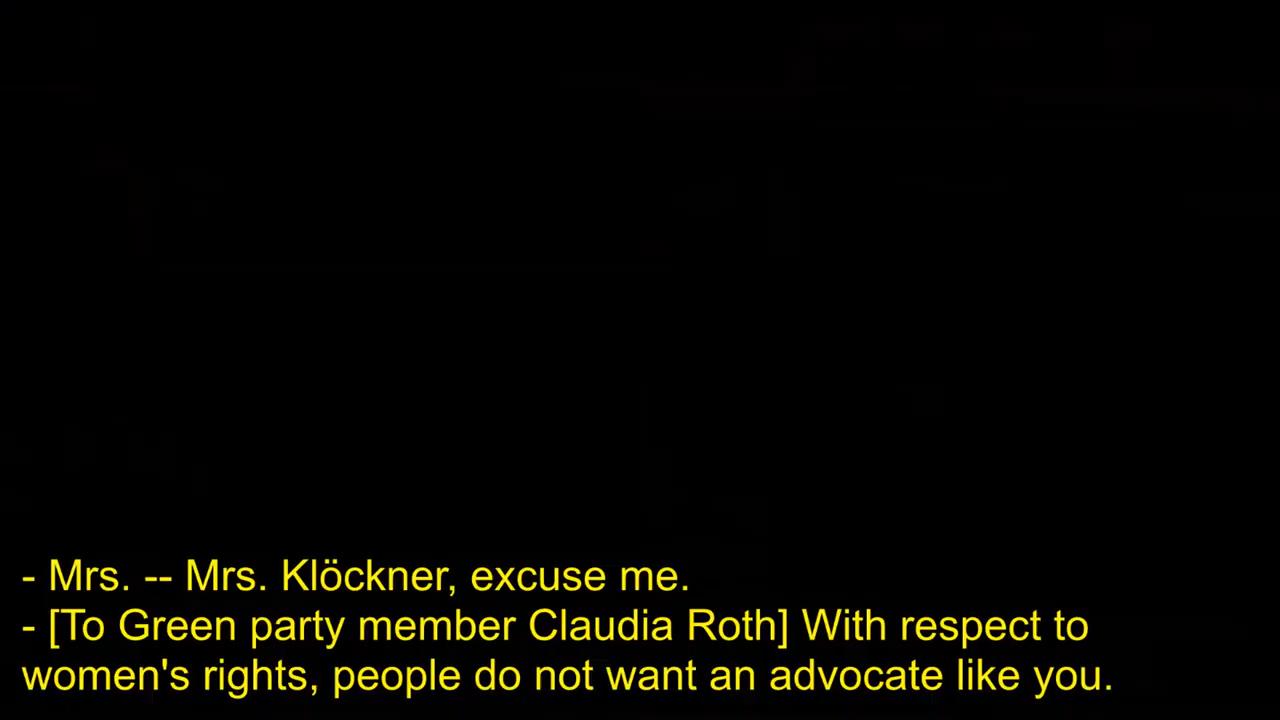 - Mrs. -- Mrs. Klöckner, excuse me.
- [To Green party member Claudia Roth] With respect to
women's rights, people do not want an advocate like you.